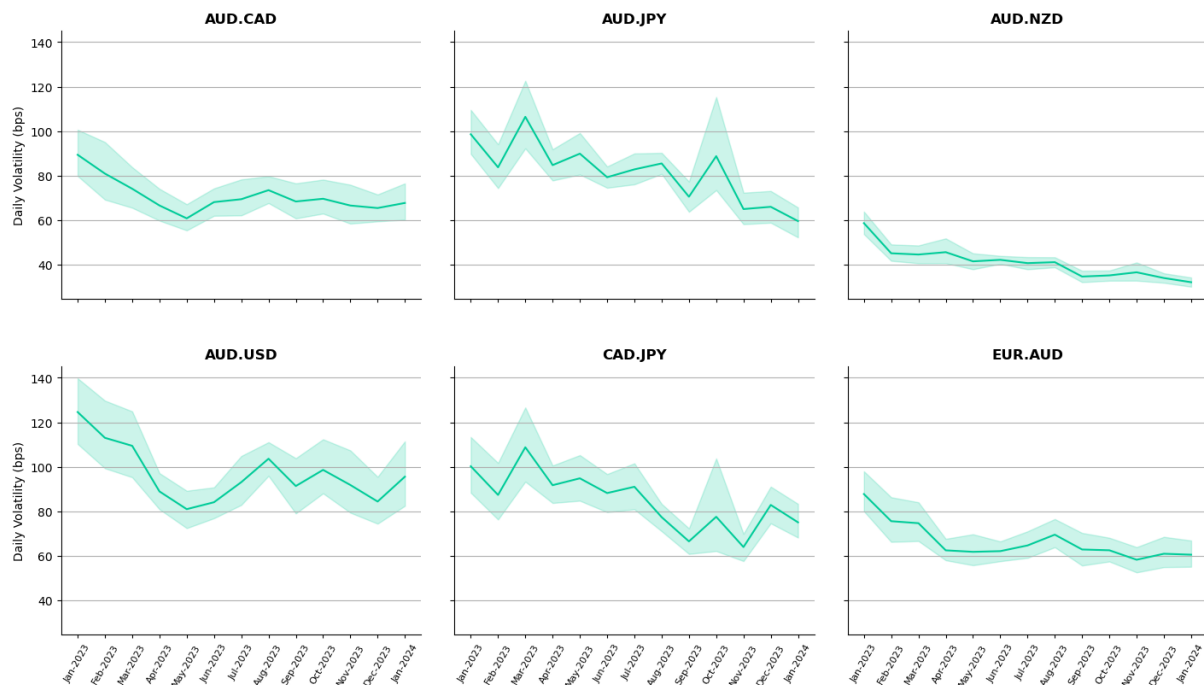 AUD.CAD AUD.JPY AUD.NZD
140
120
100
80
60
40
Daily Volatility (bps)
AUD.USD CAD.JPY EUR.AUD
140
120
100
80
60
40
Daily Volatility (bps)
Jan-2023 Feb-2023 Mar-2023 Apr-2023 May-2023 Jun-2023 Jul-2023 Aug-2023 Sep-2023 Oct-2023 Nov-2023 Dec-2023 Jan-2024 Jan-2023 Feb-2023 Mar-2023 Apr-2023 May-2023 Jun-2023 Jul-2023 Aug-2023 Sep-2023 Oct-2023 Nov-2023 Dec-2023 Jan-2024 Jan-2023 Feb-2023 Mar-2023 Apr-2023 May-2023 Jun-2023 Jul-2023 Aug-2023 Sep-2023 Oct-2023 Nov-2023 Dec-2023 Jan-2024